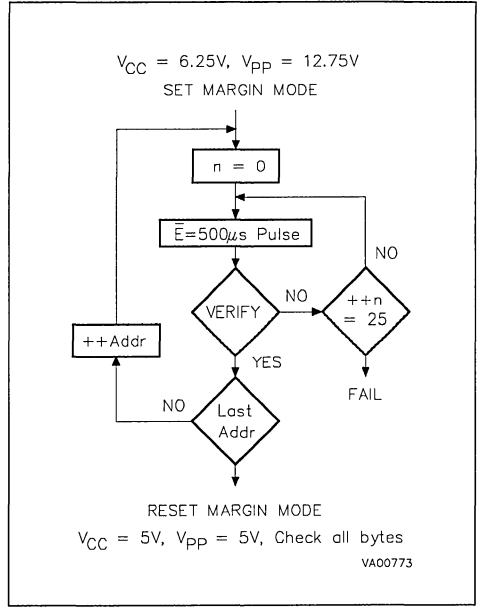 VCC = 6.25V, VPP = 12.75V
SET MARGIN MODE
n = 0
E̅=500μs Pulse
NO
VERIFY
NO
++n
= 25
++Addr
YES
FAIL
NO
Last
Addr
RESET MARGIN MODE
VCC = 5V, VPP = 5V, Check all bytes
VA00773